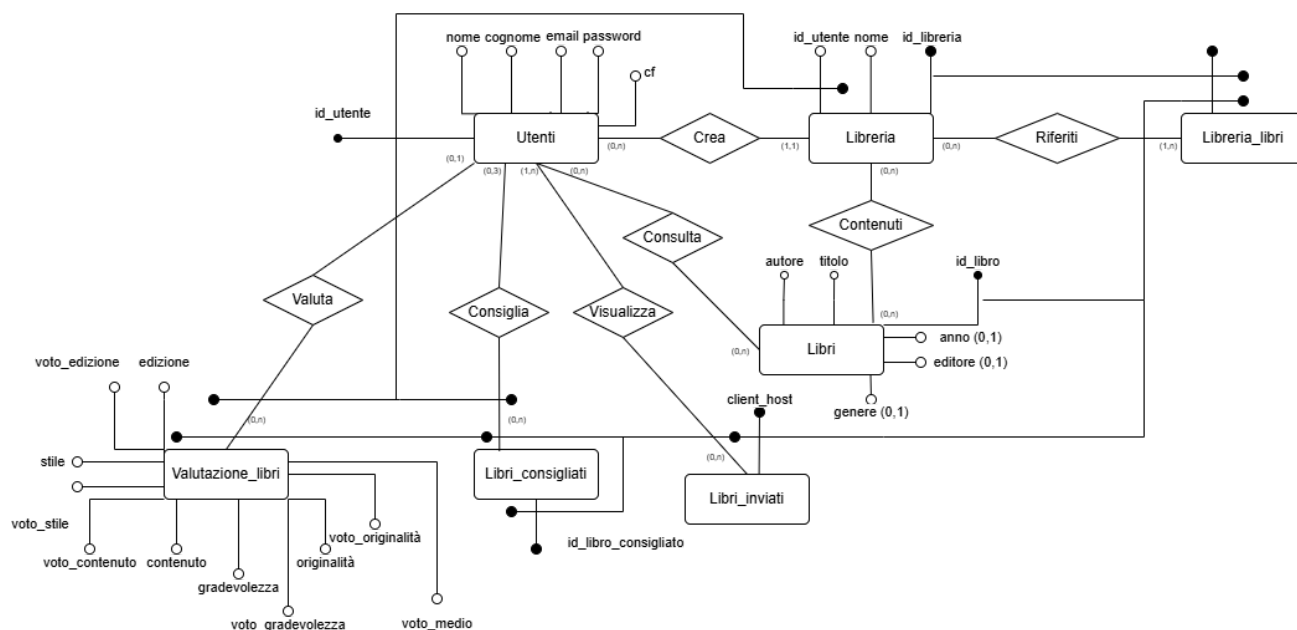 nome cognome email password
id_utente nome id_libreria
cf
id_utente
Utenti
Crea
Libreria
Riferiti
Libreria_libri
(0,n)
(1,1)
(0,n)
(1,n)
(0,1)
(0,3)
(1,n)
(0,n)
(0,n)
Consulta
Contenuti
autore titolo id_libro
Valuta
Consiglia
Visualizza
(0,n)
Libri
anno (0,1)
(0,n)
editore (0,1)
voto_edizione edizione
genere (0,1)
client_host
(0,n)
(0,n)
stile
Valutazione_libri
Libri_consigliati
(0,n)
Libri_inviati
voto_stile
voto_originalità
id_libro_consigliato
voto_contenuto contenuto originalità
gradevolezza
voto_gradevolezza voto_medio